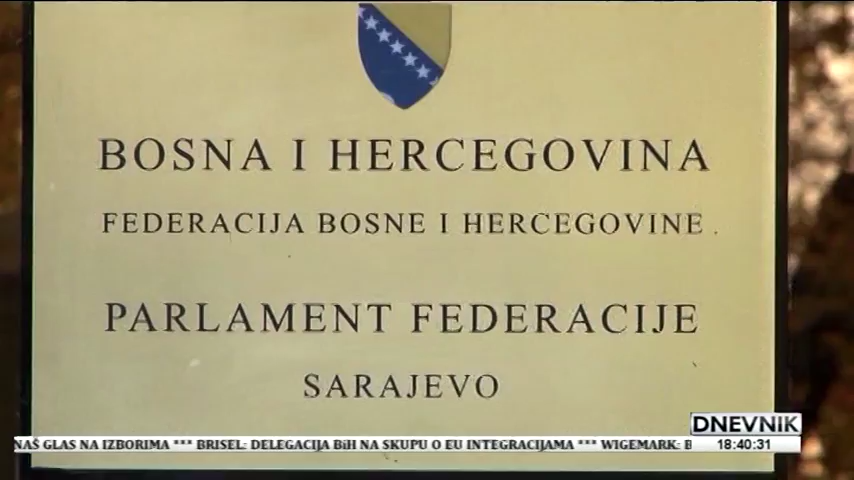 BOSNA I HERCEGOVINA
FEDERACIJA BOSNE I HERCEGOVINE
PARLAMENT FEDERACIJE
SARAJEVO
DNEVNIK
NAŠ GLAS NA IZBORIMA *** BRISEL: DELEGACIJA BiH NA SKUPU O EU INTEGRACIJAMA *** WIGEMARK: B
18:40:31